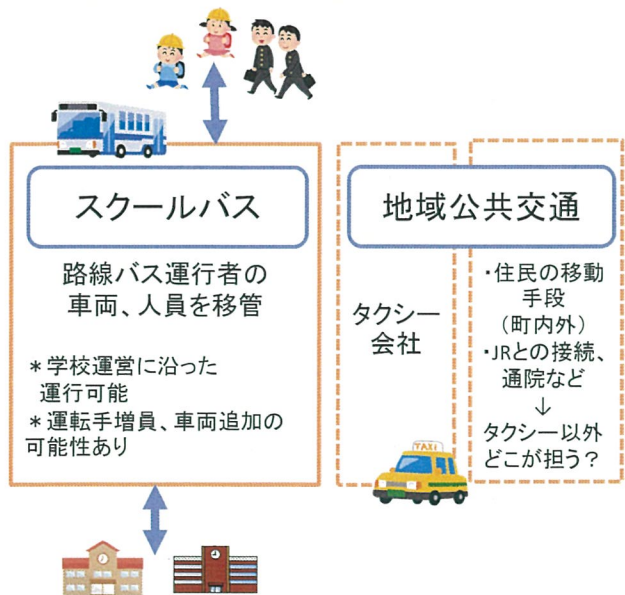 スクールバス
路線バス運行者の
車両、人員を移管
＊学校運営に沿った
運行可能
＊運転手増員、車両追加の
可能性あり
地域公共交通
タクシー
会社
TAXI
・住民の移動
手段
（町内外）
・JRとの接続、
通院など
↓
タクシー以外
どこが担う？